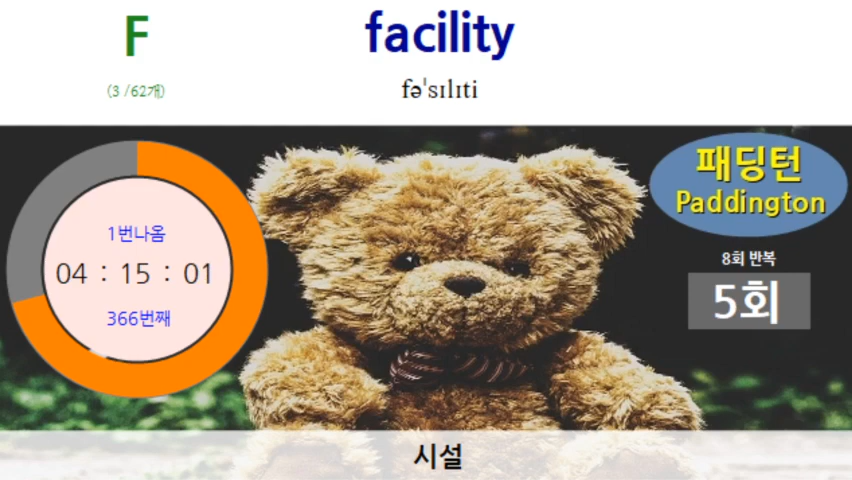 F
facility
(3 /62개)
fəˈsɪlɪti
패딩턴
Paddington
1번나옴
04 : 15 : 01
366번째
8회 반복
5회
시설